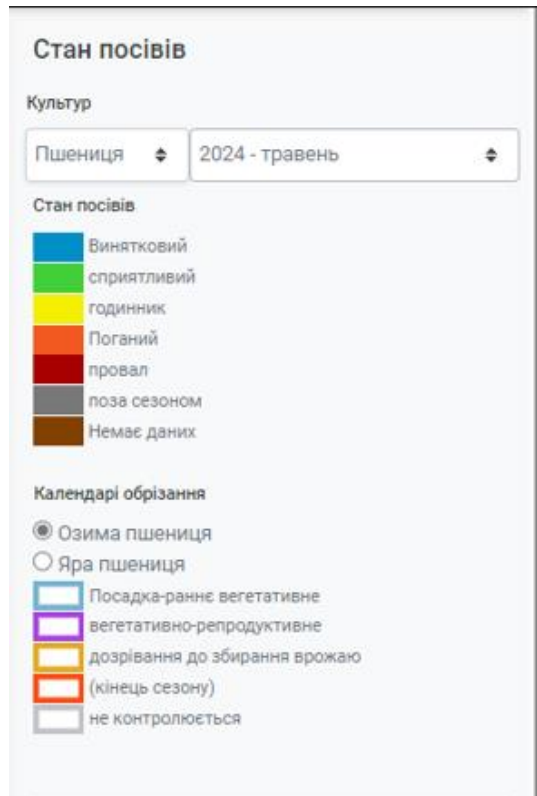 Стан посівів
Культур
Пшениця
2024 - травень
Стан посівів
Винятковий
сприятливий
годинник
Поганий
провал
поза сезоном
Немає даних
Календарі обрізання
Озима пшениця
Яра пшениця
Посадка-раннє вегетативне
вегетативно-репродуктивне
дозрівання до збирання врожаю
(кінець сезону)
не контролюється